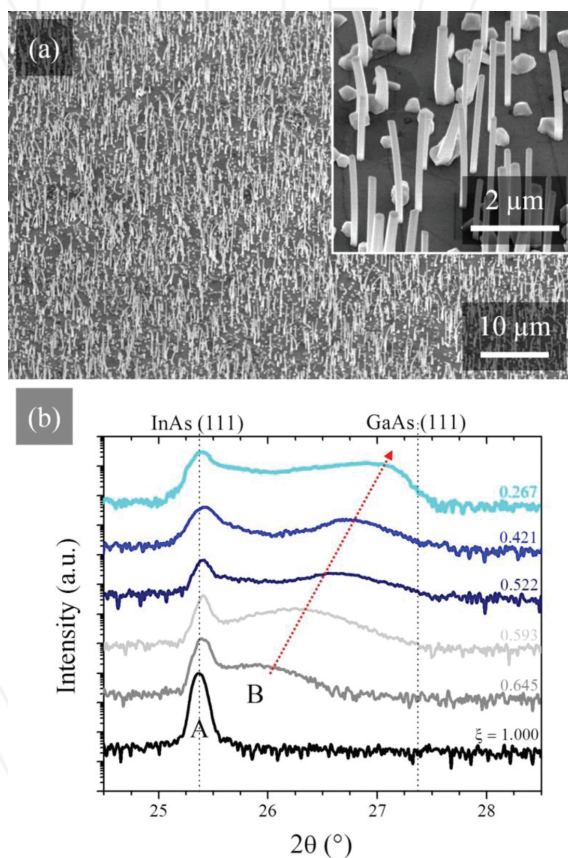 (a)
2 µm
10 µm
(b)
InAs (111) GaAs (111)
0.267
0.421
0.522
0.593
0.645
ξ = 1.000
A
B
Intensity (a.u.)
25 26 27 28
2θ (°)